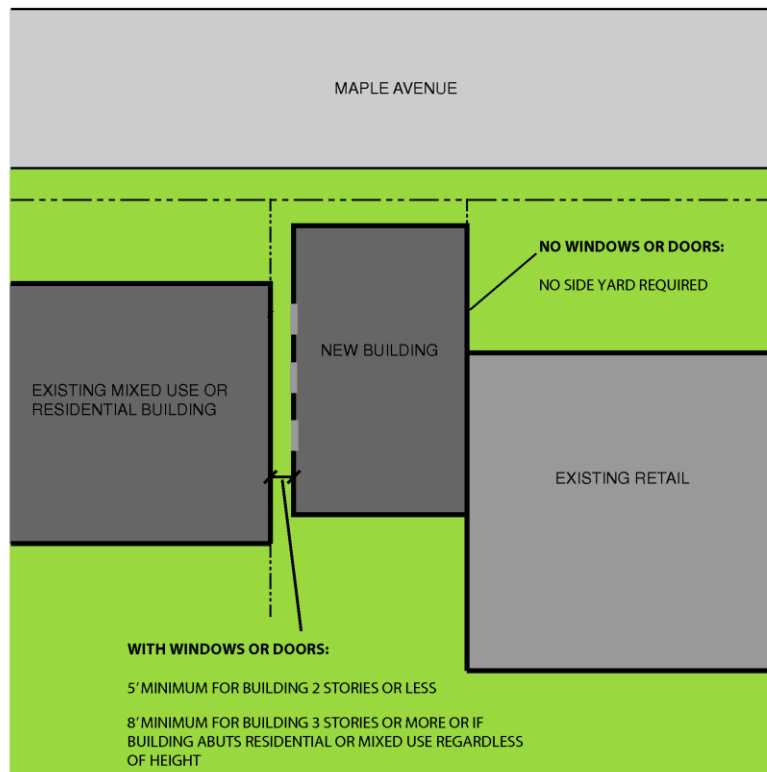 MAPLE AVENUE
NO WINDOWS OR DOORS:
NO SIDE YARD REQUIRED
NEW BUILDING
EXISTING MIXED USE OR
RESIDENTIAL BUILDING
EXISTING RETAIL
WITH WINDOWS OR DOORS:
5' MINIMUM FOR BUILDING 2 STORIES OR LESS
8' MINIMUM FOR BUILDING 3 STORIES OR MORE OR IF
BUILDING ABUTS RESIDENTIAL OR MIXED USE REGARDLESS
OF HEIGHT